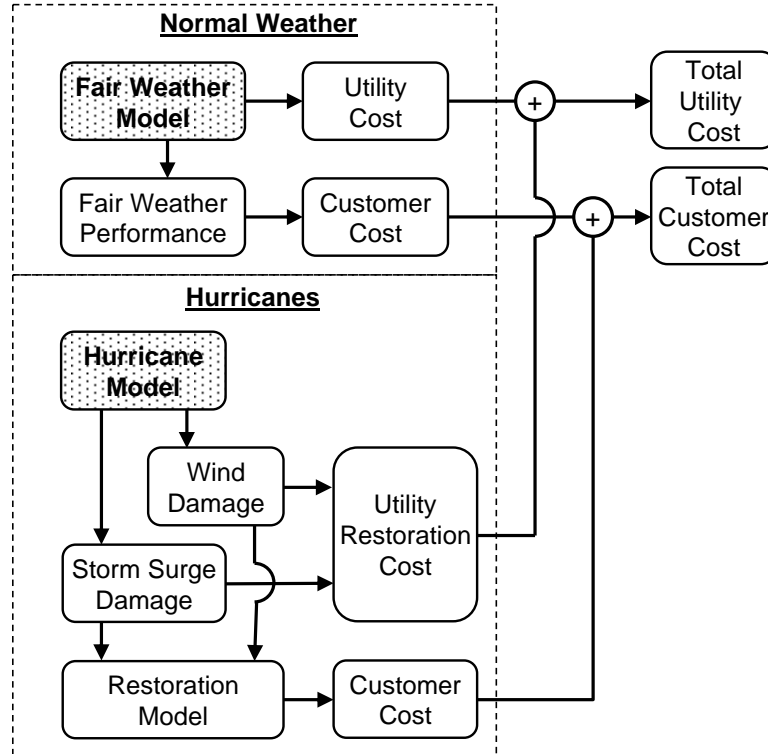 Normal Weather
Fair Weather
Model
Utility
Cost
+
Total
Utility
Cost
Fair Weather
Performance
Customer
Cost
+
Total
Customer
Cost
Hurricanes
Hurricane
Model
Wind
Damage
Utility
Restoration
Cost
Storm Surge
Damage
Restoration
Model
Customer
Cost